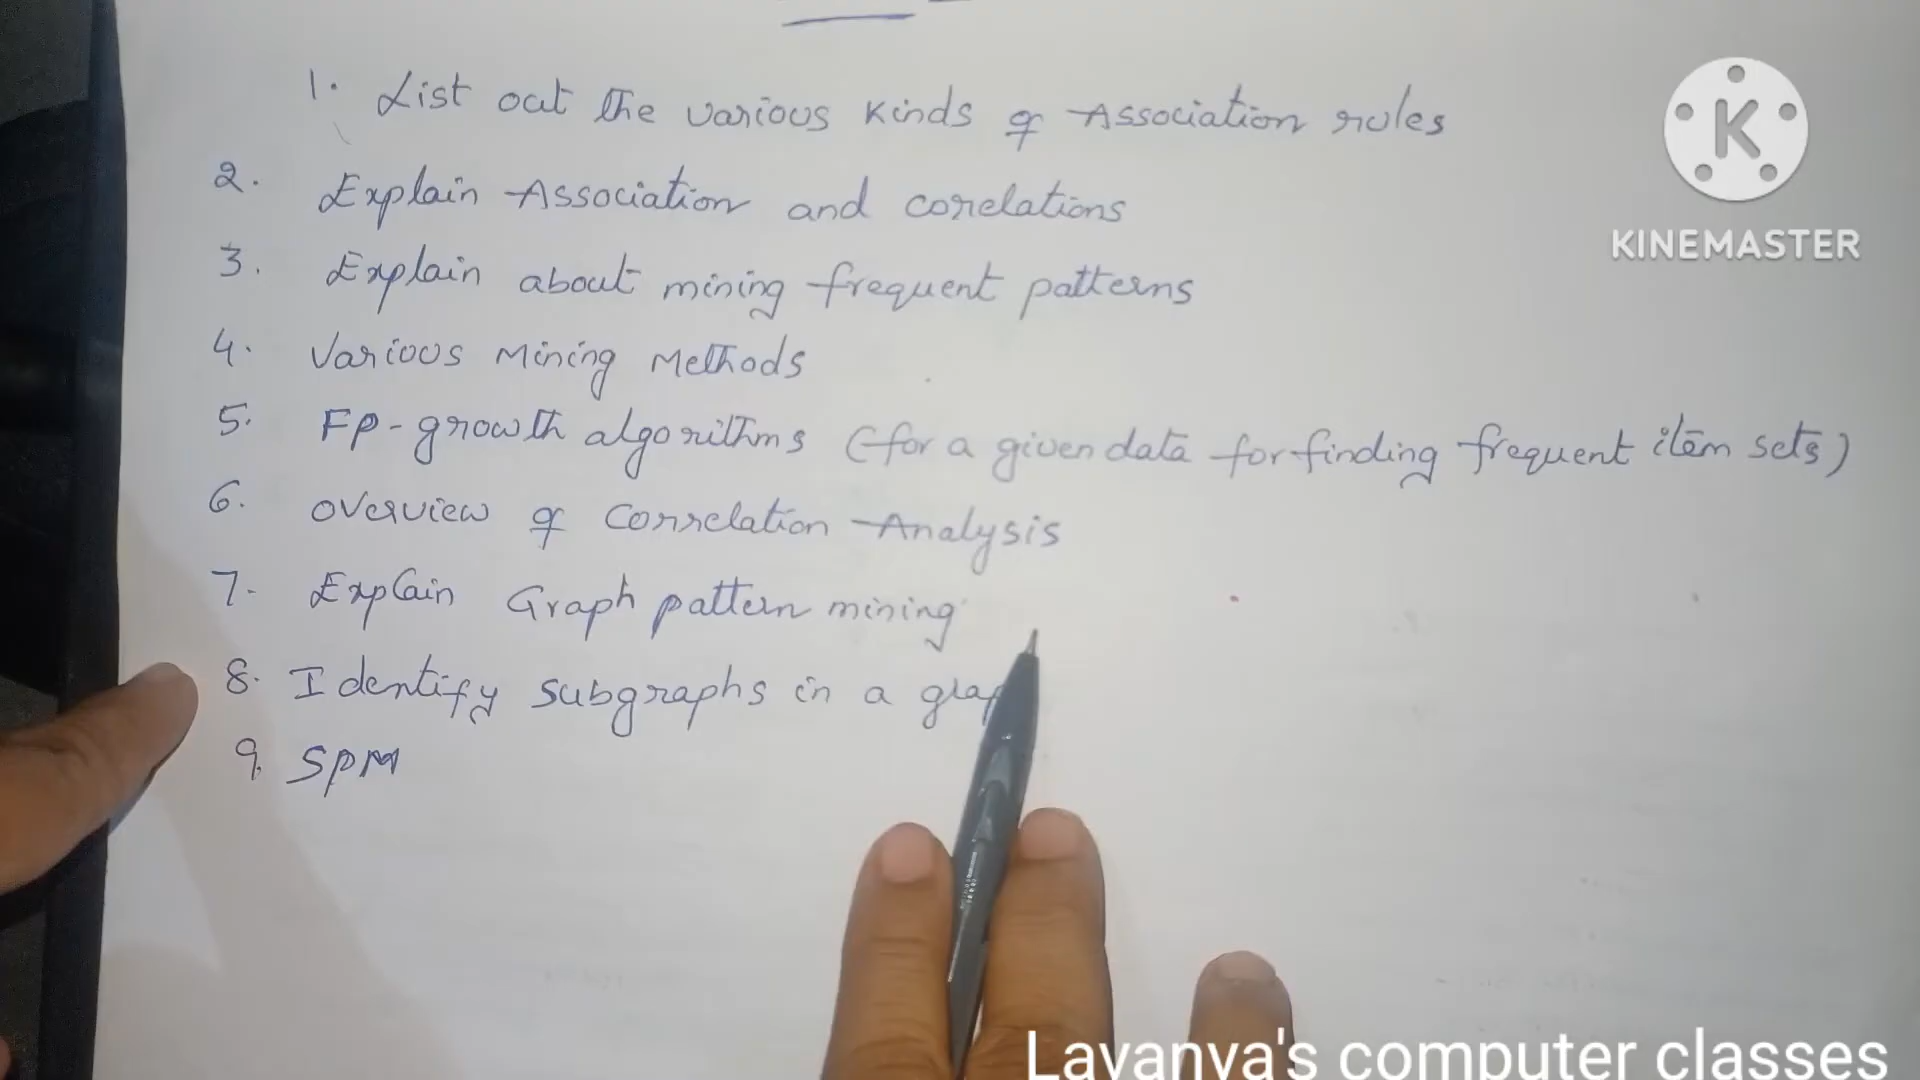 1. List out the various kinds of Association rules
K
KINEMASTER
2. Explain Association and corelations
3. Explain about mining frequent patterns
4. Various Mining Methods
5. FP-growth algorithms (for a given data for finding frequent item sets)
6. Overview of Correlation Analysis
7. Explain Graph pattern mining
8. Identify subgraphs in a grap
9. SPM
Lavanya's computer classes